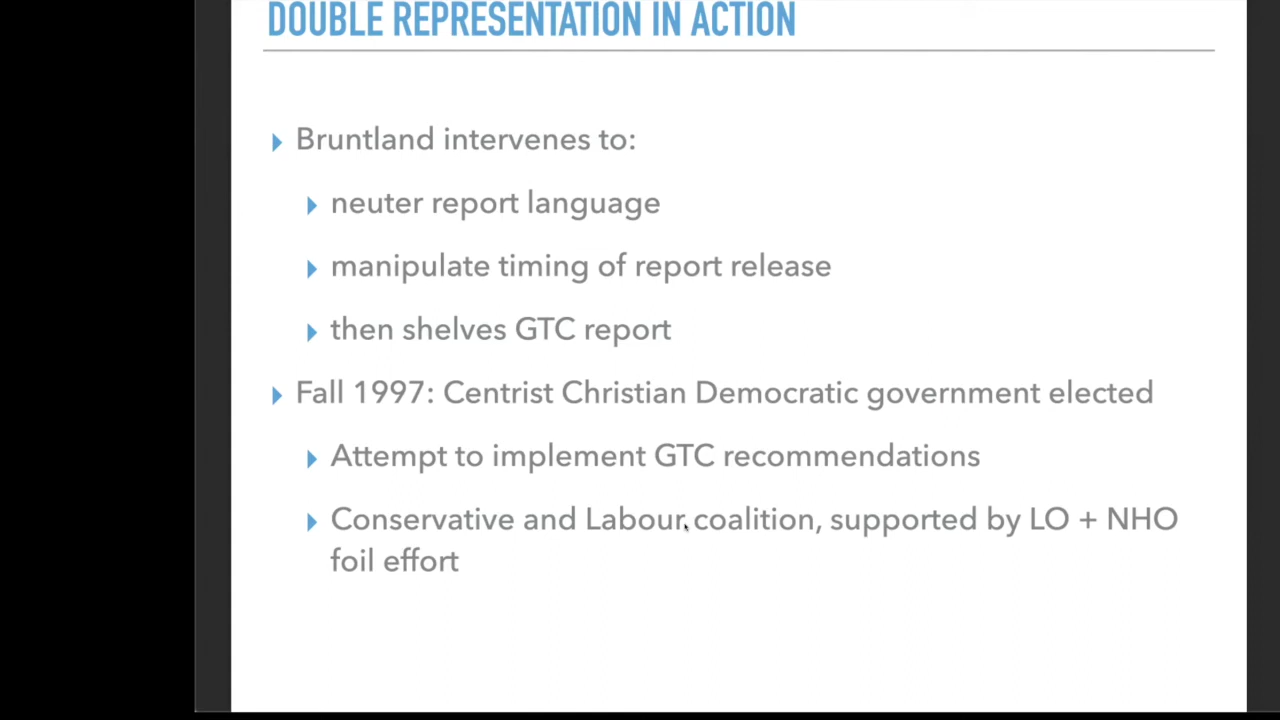 DOUBLE REPRESENTATION IN ACTION
Bruntland intervenes to:
neuter report language
manipulate timing of report release
then shelves GTC report
Fall 1997: Centrist Christian Democratic government elected
Attempt to implement GTC recommendations
Conservative and Labour coalition, supported by LO + NHO
foil effort